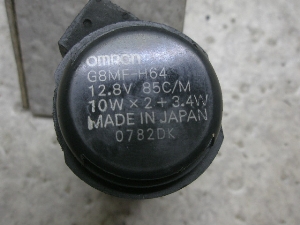 OMRON
G8MF-H64
12.8V 85C/M
10W×2+3.4W
MADE IN JAPAN
0782DK